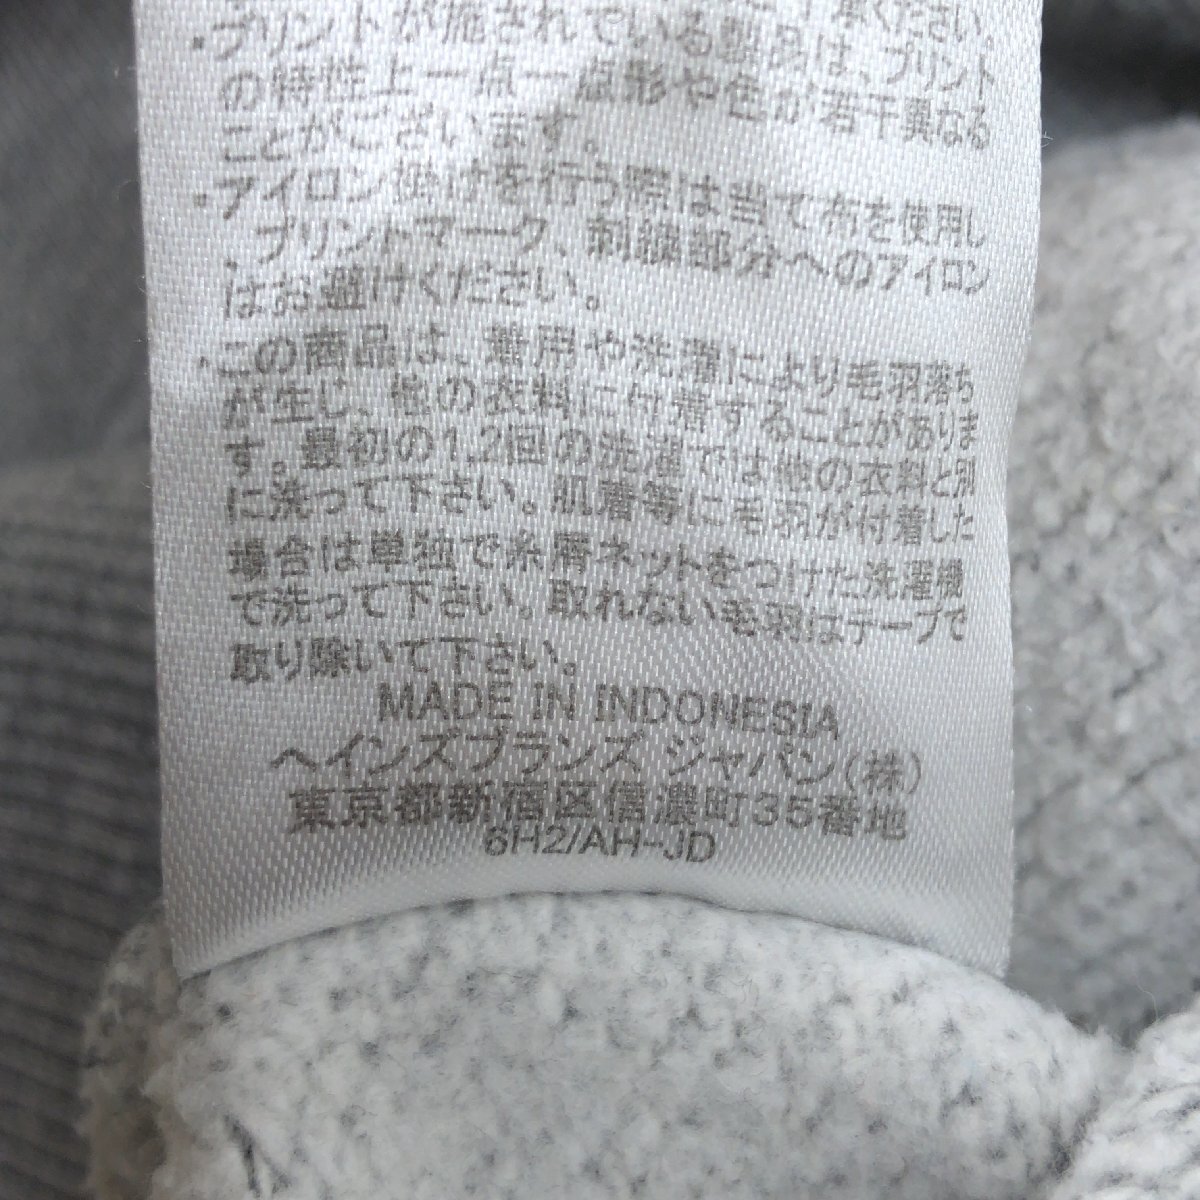 了承ください。
・プリントが施されている製品は、プリント
の特性上一点一点形や色が若干異なる
ことがございます。
・アイロン掛けを行う際は当て布を使用し
、プリントマーク、刺繍部分へのアイロン
はお避けください。
・この商品は、着用や洗濯により毛羽落ち
が生じ、他の衣料に付着することがありま
す。最初の1,2回の洗濯では他の衣料と別
に洗って下さい。肌着等に毛羽が付着した
場合は単独で糸屑ネットをつけた洗濯機
で洗って下さい。取れない毛羽はテープで
取り除いて下さい。
MADE IN INDONESIA
ヘインズブランズ ジャパン(株)
東京都新宿区信濃町35番地
6H2/AH-JD